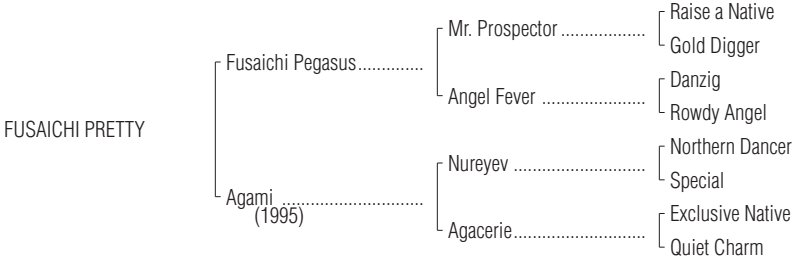 Raise a Native
Mr. Prospector ..................
Gold Digger
Fusaichi Pegasus..............
Danzig
Angel Fever ......................
Rowdy Angel
FUSAICHI PRETTY
Northern Dancer
Nureyev ............................
Special
Agami ..............................
(1995)
Exclusive Native
Agacerie............................
Quiet Charm